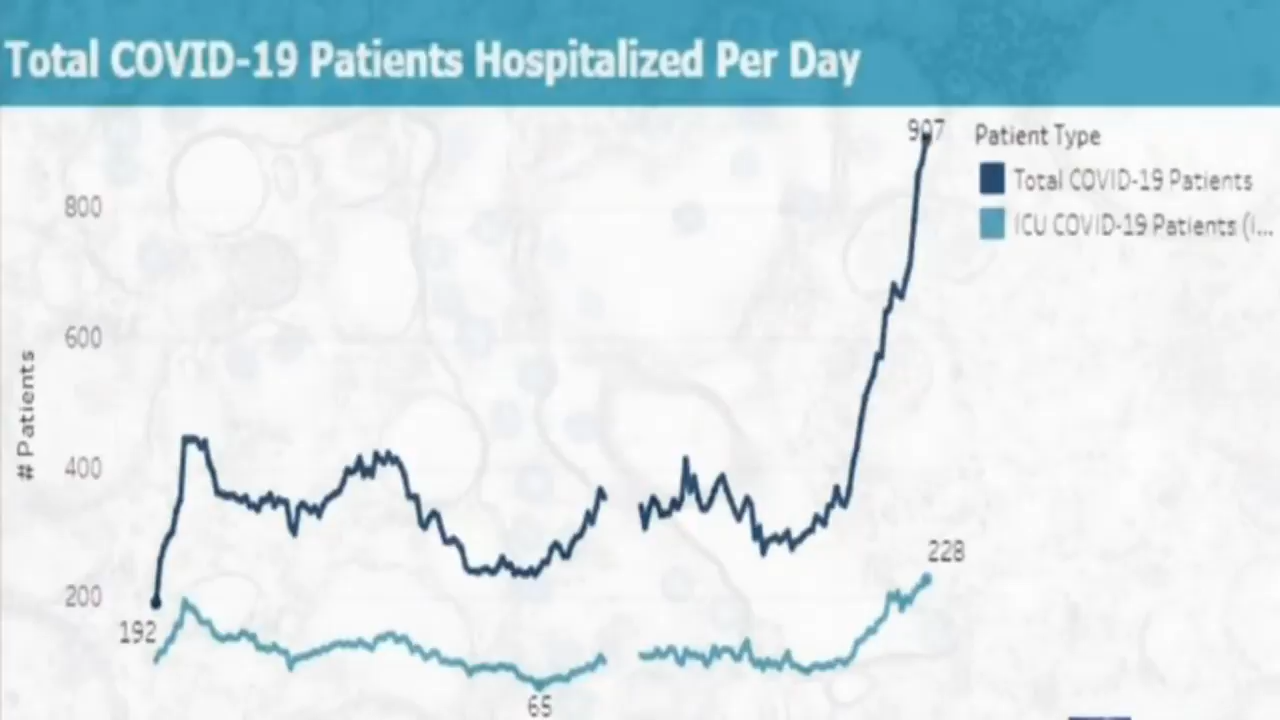 Total COVID-19 Patients Hospitalized Per Day
907
Patient Type
Total COVID-19 Patients
ICU COVID-19 Patients (i...
800
600
400
200
# Patients
192
228
65